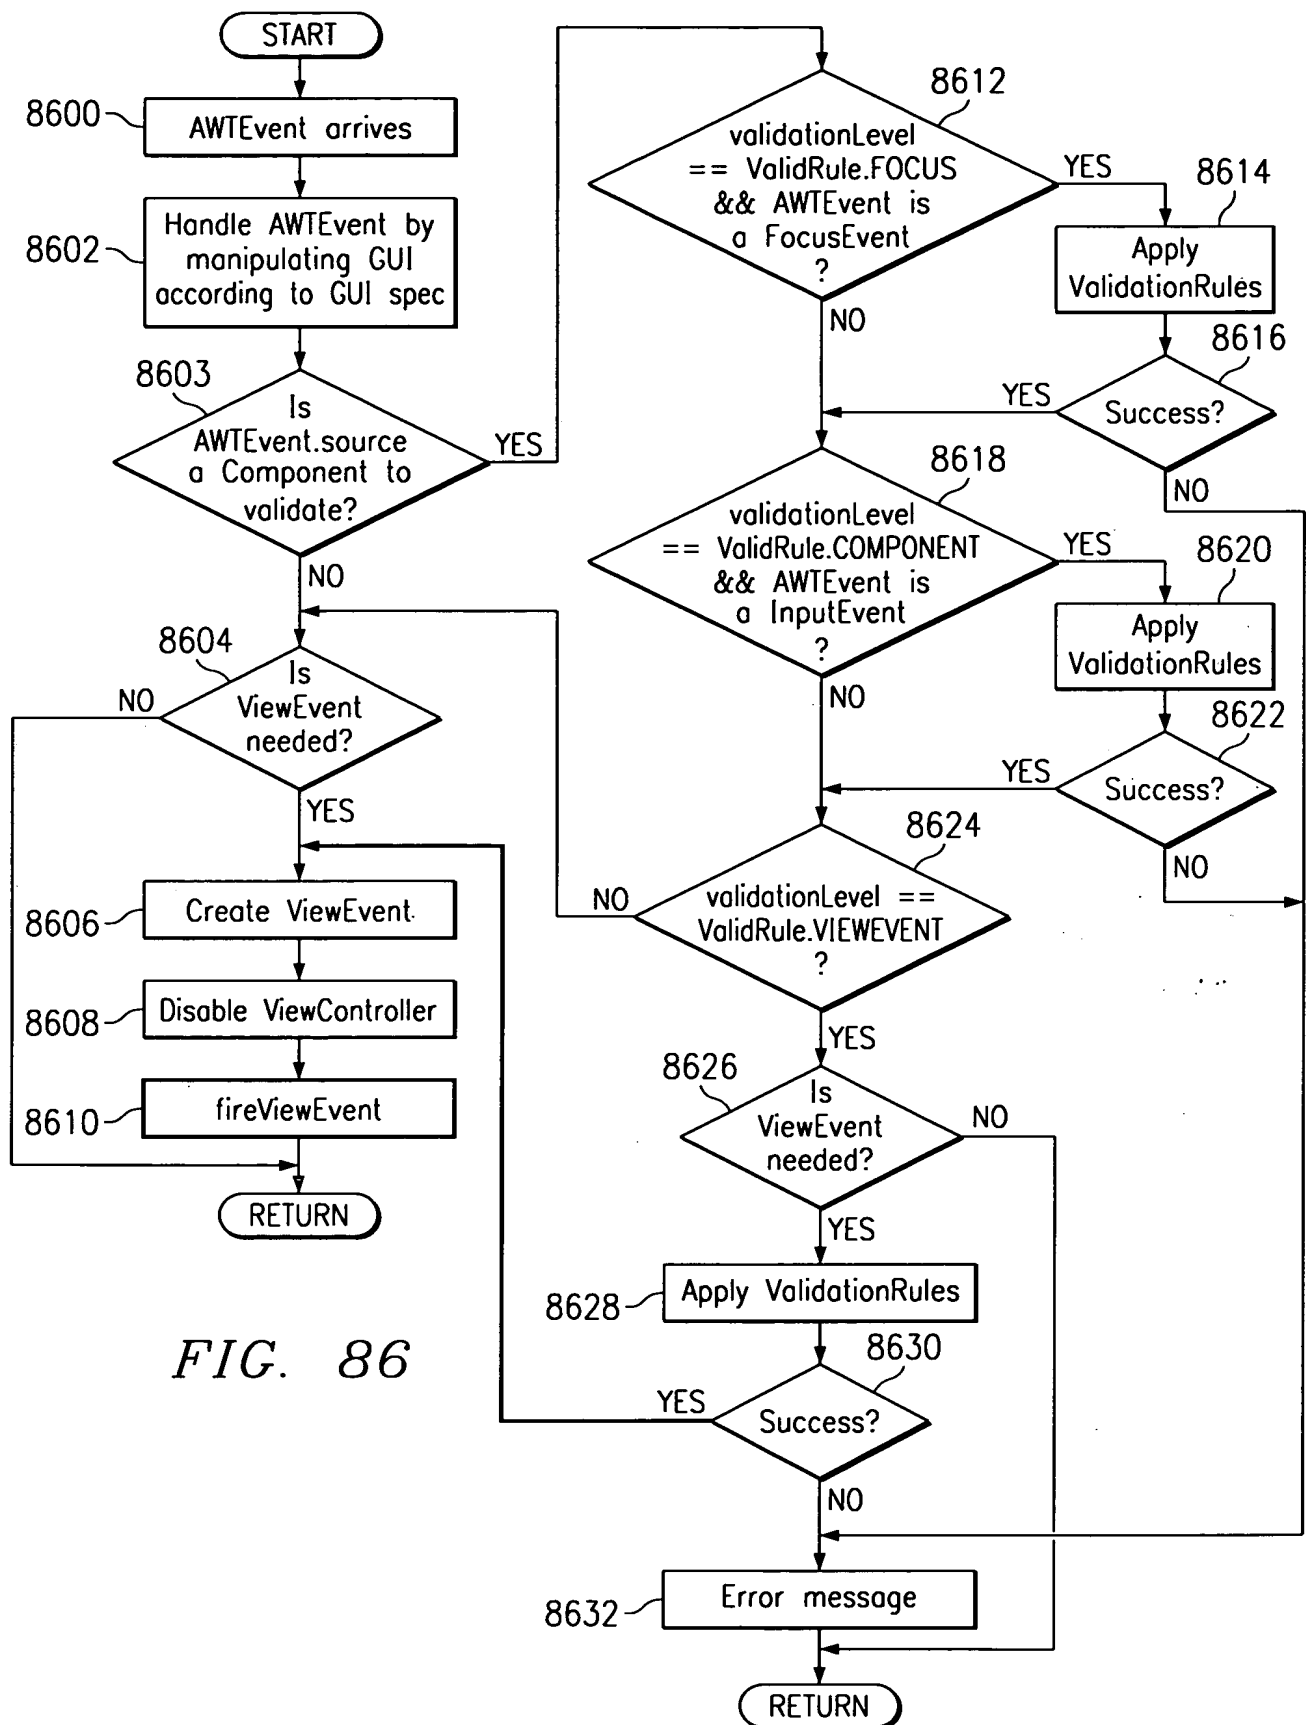 START
8600
AWTEvent arrives
8602
Handle AWTEvent by
manipulating GUI
according to GUI spec
8603
Is
AWTEvent.source
a Component to
validate?
YES
NO
8604
Is
ViewEvent
needed?
NO
YES
8606
Create ViewEvent
8608
Disable ViewController
8610
fireViewEvent
RETURN
FIG. 86
8612
validationLevel
== ValidRule.FOCUS
&& AWTEvent is
a FocusEvent
?
YES
NO
8614
Apply
ValidationRules
8616
Success?
YES
NO
8618
validationLevel
== ValidRule.COMPONENT
&& AWTEvent is
a InputEvent
?
YES
NO
8620
Apply
ValidationRules
8622
Success?
YES
NO
8624
validationLevel ==
ValidRule.VIEWEVENT
?
NO
YES
8626
Is
ViewEvent
needed?
NO
YES
8628
Apply ValidationRules
8630
Success?
YES
NO
8632
Error message
RETURN